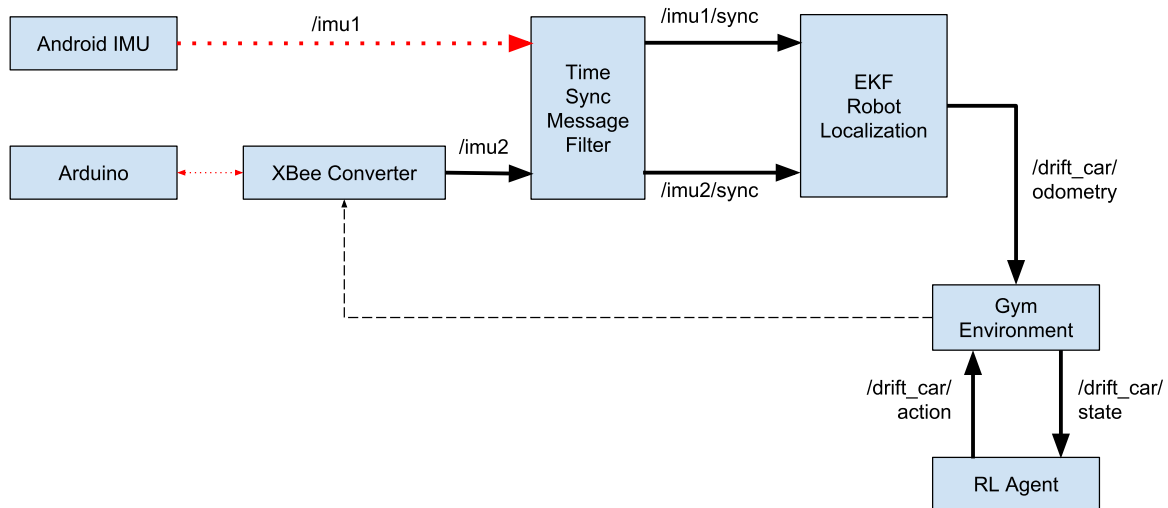 /imu1
/imu1/sync
Android IMU
Time
Sync
Message
Filter
EKF
Robot
Localization
/imu2
Arduino
XBee Converter
/imu2/sync
/drift_car/
odometry
Gym
Environment
/drift_car/
action
/drift_car/
state
RL Agent